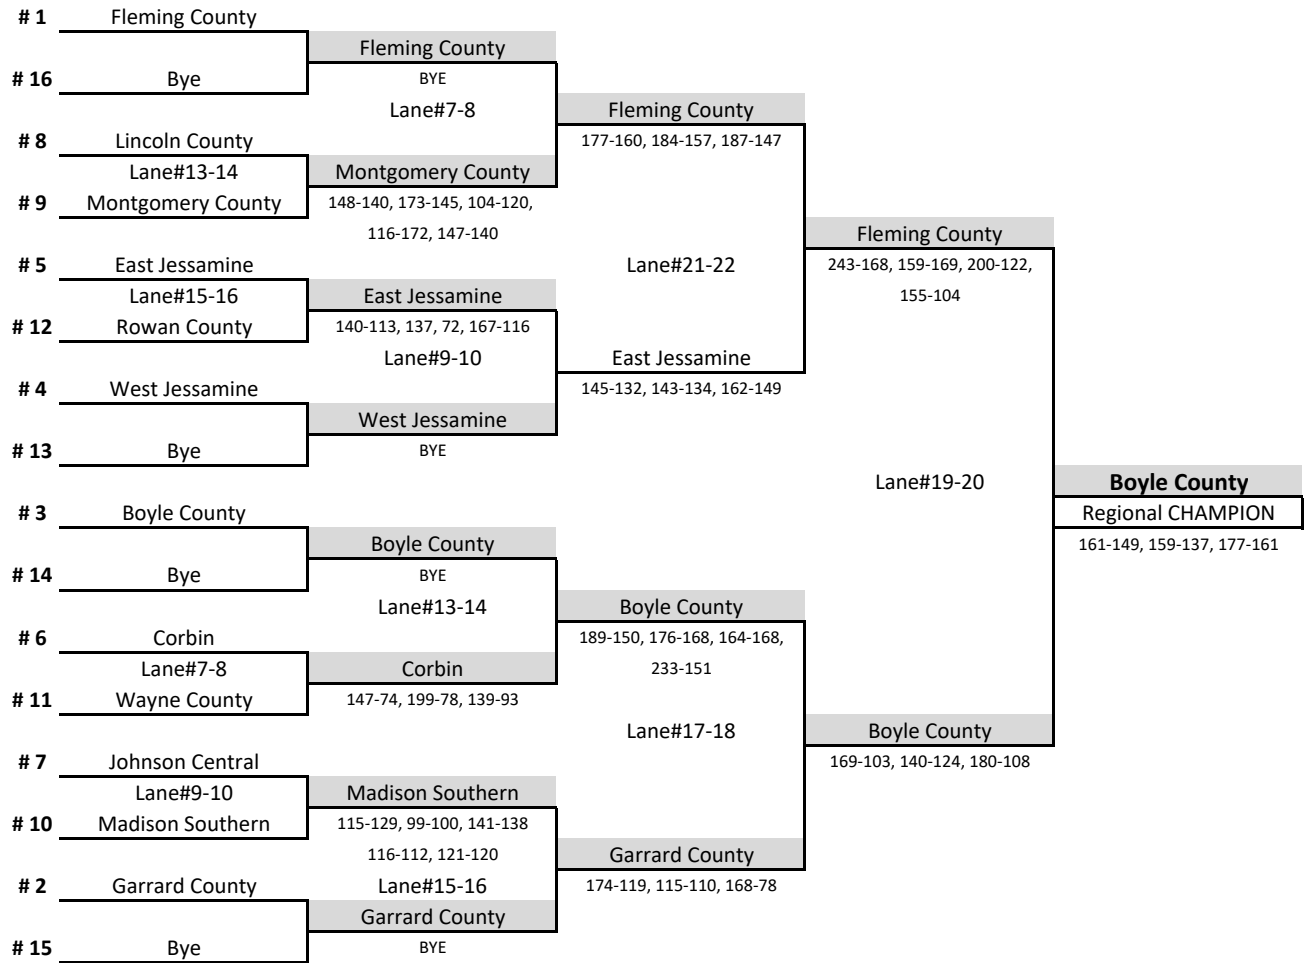 # 1 Fleming County
Fleming County
# 16 Bye BYE
Lane#7-8 Fleming County
# 8 Lincoln County 177-160, 184-157, 187-147
Lane#13-14 Montgomery County
# 9 Montgomery County 148-140, 173-145, 104-120,
116-172, 147-140 Fleming County
# 5 East Jessamine Lane#21-22 243-168, 159-169, 200-122,
Lane#15-16 East Jessamine 155-104
# 12 Rowan County 140-113, 137, 72, 167-116
Lane#9-10 East Jessamine
# 4 West Jessamine 145-132, 143-134, 162-149
West Jessamine
# 13 Bye BYE
Lane#19-20 Boyle County
# 3 Boyle County Regional CHAMPION
Boyle County 161-149, 159-137, 177-161
# 14 Bye BYE
Lane#13-14 Boyle County
# 6 Corbin 189-150, 176-168, 164-168,
Lane#7-8 Corbin 233-151
# 11 Wayne County 147-74, 199-78, 139-93
Lane#17-18 Boyle County
# 7 Johnson Central 169-103, 140-124, 180-108
Lane#9-10 Madison Southern
# 10 Madison Southern 115-129, 99-100, 141-138
116-112, 121-120 Garrard County
# 2 Garrard County Lane#15-16 174-119, 115-110, 168-78
Garrard County
# 15 Bye BYE